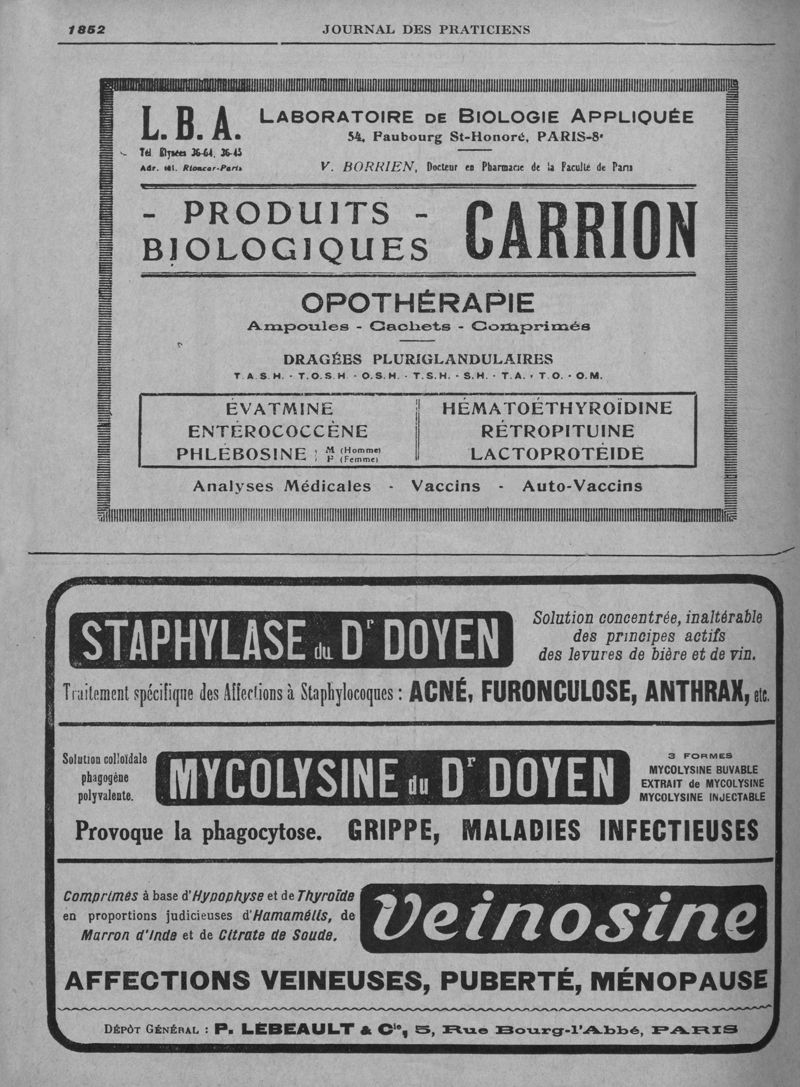 1852
JOURNAL DES PRATICIENS
L.B.A.
LABORATOIRE DE BIOLOGIE APPLIQUÉE
54, Faubourg St-Honoré, PARIS-8e
Tél Élysées 36-64, 36-45
Adr. tél. Rioncar-Paris
V. BORRIEN, Docteur en Pharmacie de la Faculté de Paris
- PRODUITS -
BIOLOGIQUES
CARRION
OPOTHÉRAPIE
Ampoules - Cachets - Comprimés
DRAGÉES PLURIGLANDULAIRES
T.A.S.H. - T.O.S.H. - O.S.H. - T.S.H. - S.H. - T.A. - T.O. - O.M.
ÉVATMINE
ENTÉROCOCCÈNE
PHLÉBOSINE M (Homme)
F (Femme)
HÉMATOÉTHYROÏDINE
RÉTROPITUINE
LACTOPROTÉIDE
Analyses Médicales - Vaccins - Auto-Vaccins
STAPHYLASE du Dr DOYEN
Solution concentrée, inaltérable
des principes actifs
des levures de bière et de vin.
Traitement spécifique des Affections à Staphylocoques : ACNÉ, FURONCULOSE, ANTHRAX, etc.
Solution colloïdale
phagogène
polyvalente.
MYCOLYSINE du Dr DOYEN
3 FORMES
MYCOLYSINE BUVABLE
EXTRAIT de MYCOLYSINE
MYCOLYSINE INJECTABLE
Provoque la phagocytose. GRIPPE, MALADIES INFECTIEUSES
Comprimés à base d'Hypophyse et de Thyroïde
en proportions judicieuses d'Hamamélis, de
Marron d'Inde et de Citrate de Soude.
Veinosine
AFFECTIONS VEINEUSES, PUBERTÉ, MÉNOPAUSE
DÉPÔT GÉNÉRAL : P. LÉBEAULT & Cie, 5, Rue Bourg-l'Abbé, PARIS